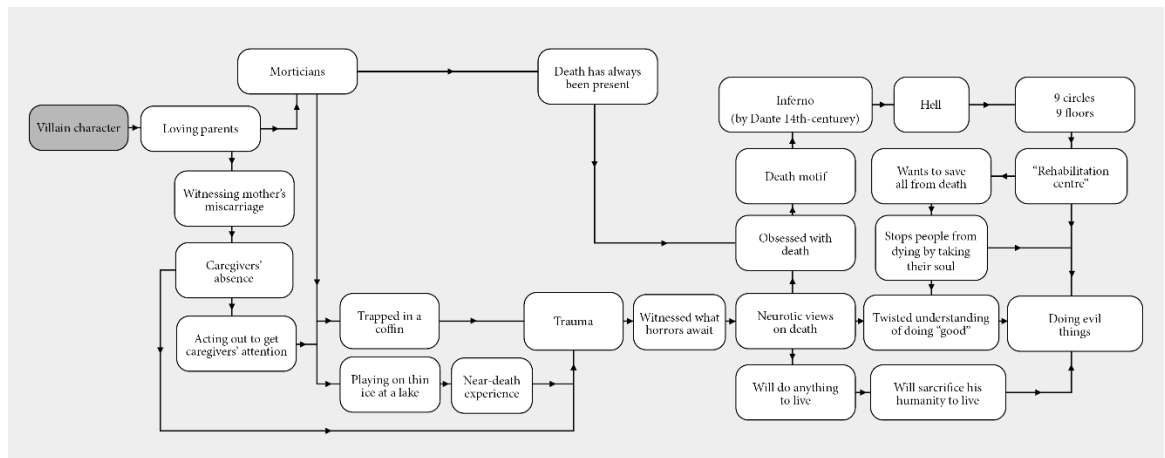 Morticians
Death has always
been present
Inferno
(by Dante 14th-centurey)
Hell
9 circles
9 floors
Villain character
Loving parents
Witnessing mother's
miscarriage
Death motif
Wants to save
all from death
“Rehabilitation
centre”
Caregivers'
absence
Obsessed with
death
Stops people from
dying by taking
their soul
Acting out to get
caregivers' attention
Trapped in a
coffin
Trauma
Witnessed what
horrors await
Neurotic views
on death
Twisted understanding
of doing “good”
Doing evil
things
Playing on thin
ice at a lake
Near-death
experience
Will do anything
to live
Will sarcrifice his
humanity to live